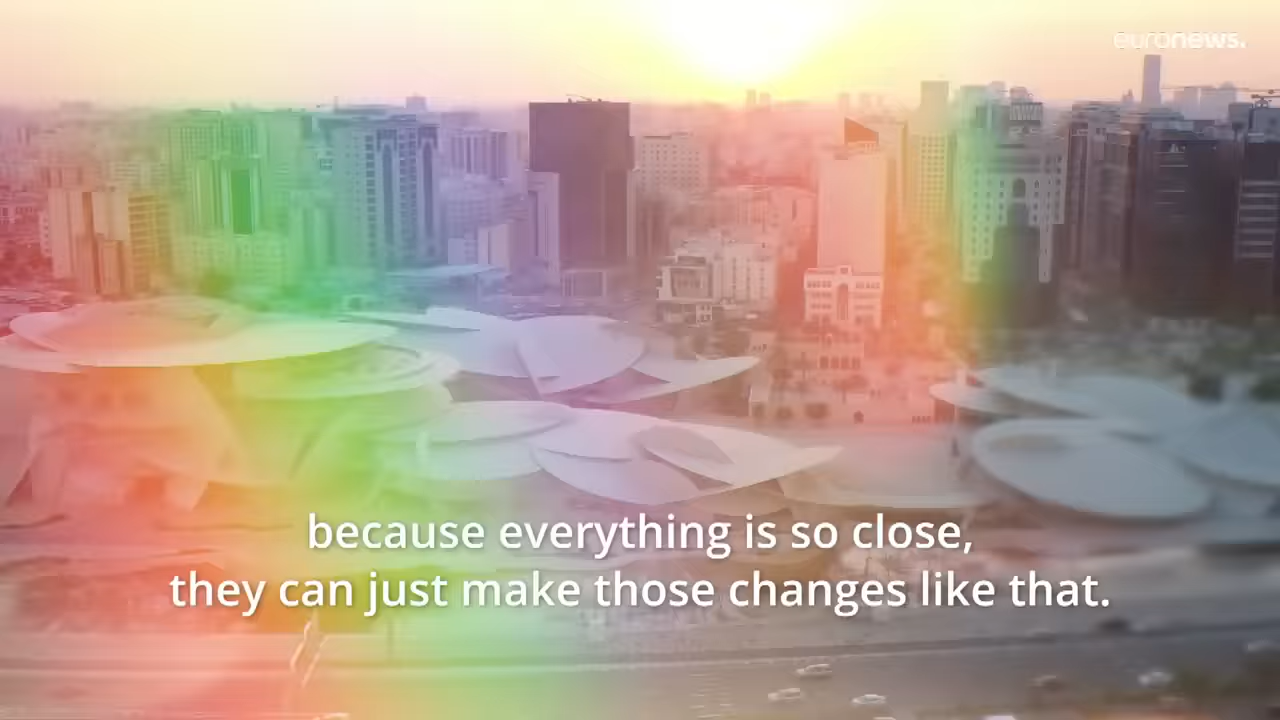 euronews.
because everything is so close,
they can just make those changes like that.